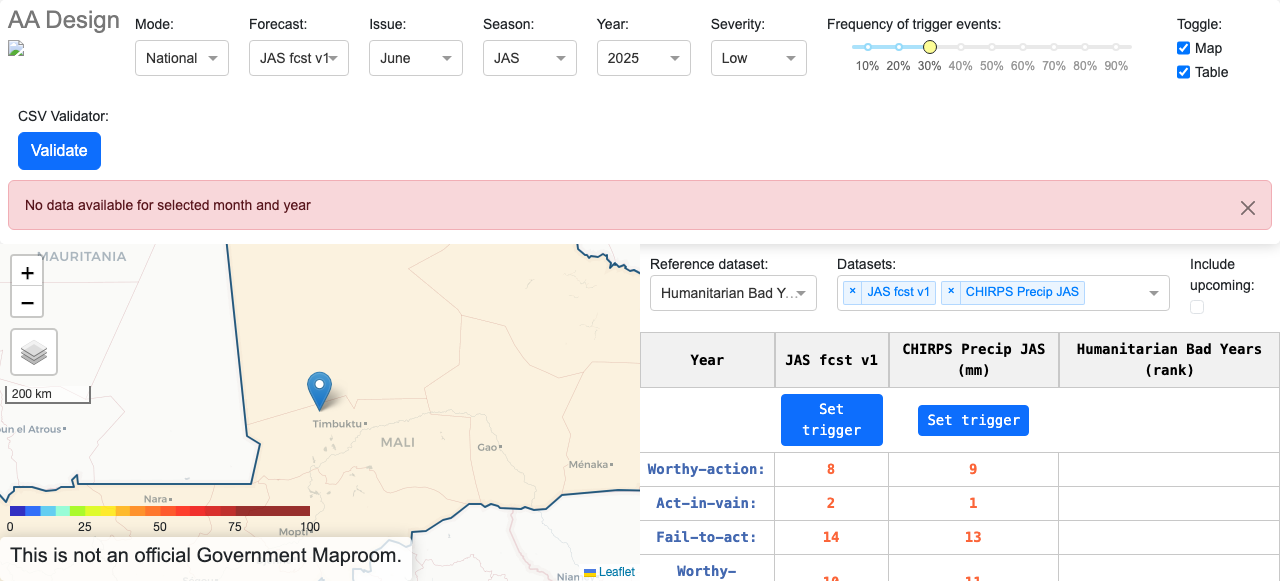 AA Design
Mode:
National
Forecast:
JAS fcst v1
Issue:
June
Season:
JAS
Year:
2025
Severity:
Low
Frequency of trigger events:
10% 20% 30% 40% 50% 60% 70% 80% 90%
Toggle:
Map
Table
CSV Validator:
Validate
No data available for selected month and year
+
−
200 km
MAURITANIA
oun el Atrous
Timbuktu
MALI
Gao
Ménaka
Nara
Mopti
Nian
0 25 50 75 100
This is not an official Government Maproom.
Leaflet
Reference dataset:
Humanitarian Bad Y...
Datasets:
× JAS fcst v1 × CHIRPS Precip JAS
Include
upcoming:
Year JAS fcst v1 CHIRPS Precip JAS (mm) Humanitarian Bad Years (rank)
Set trigger Set trigger
Worthy-action: 8 9
Act-in-vain: 2 1
Fail-to-act: 14 13
Worthy-